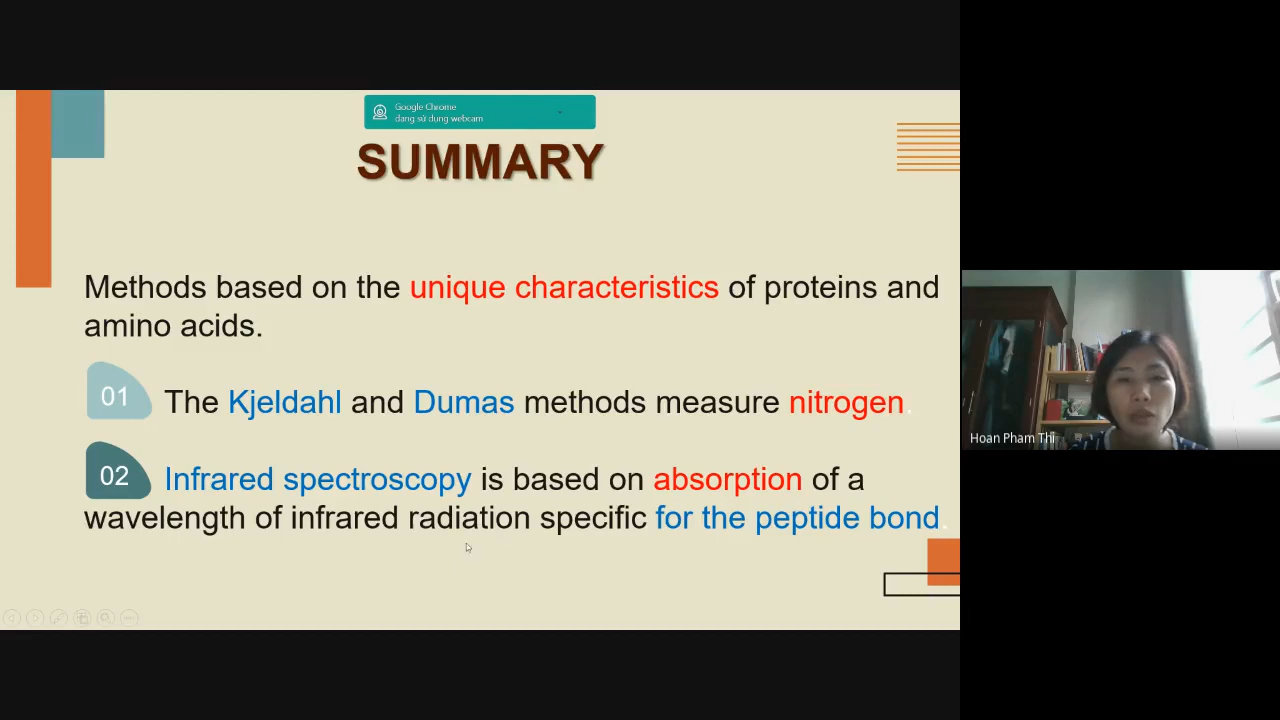 Google Chrome
đang sử dụng webcam
SUMMARY
Methods based on the unique characteristics of proteins and
amino acids.
01 The Kjeldahl and Dumas methods measure nitrogen.
02 Infrared spectroscopy is based on absorption of a
wavelength of infrared radiation specific for the peptide bond.
Hoan Pham Thi